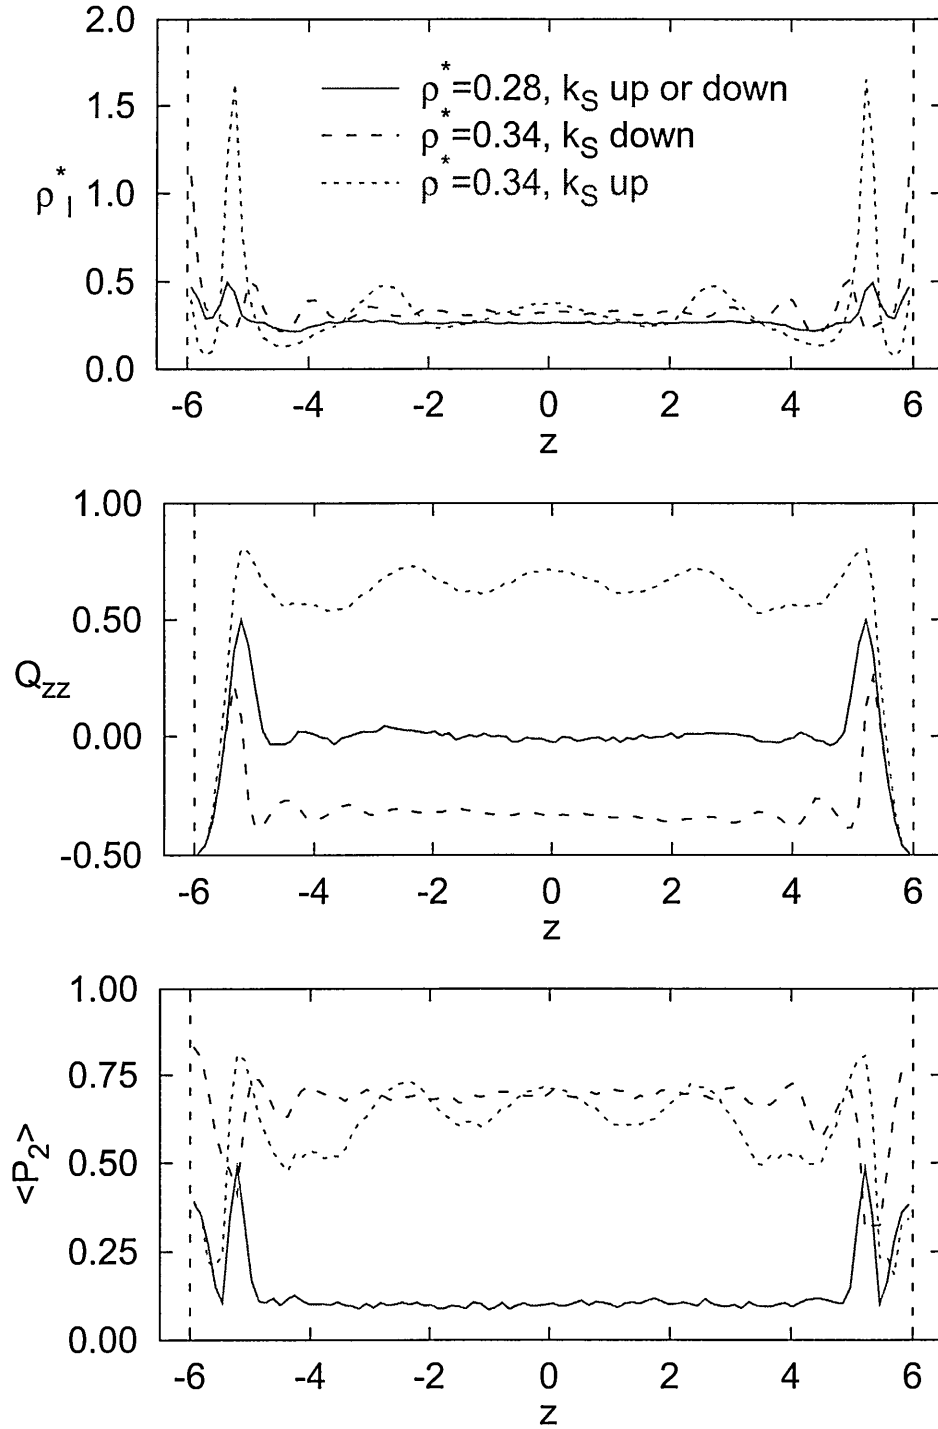 2.0
1.5
1.0
0.5
0.0
ρ*l
ρ*=0.28, kS up or down
ρ*=0.34, kS down
ρ*=0.34, kS up
-6 -4 -2 0 2 4 6
z
1.00
0.50
0.00
-0.50
Qzz
-6 -4 -2 0 2 4 6
z
1.00
0.75
0.50
0.25
0.00
<P2>
-6 -4 -2 0 2 4 6
z